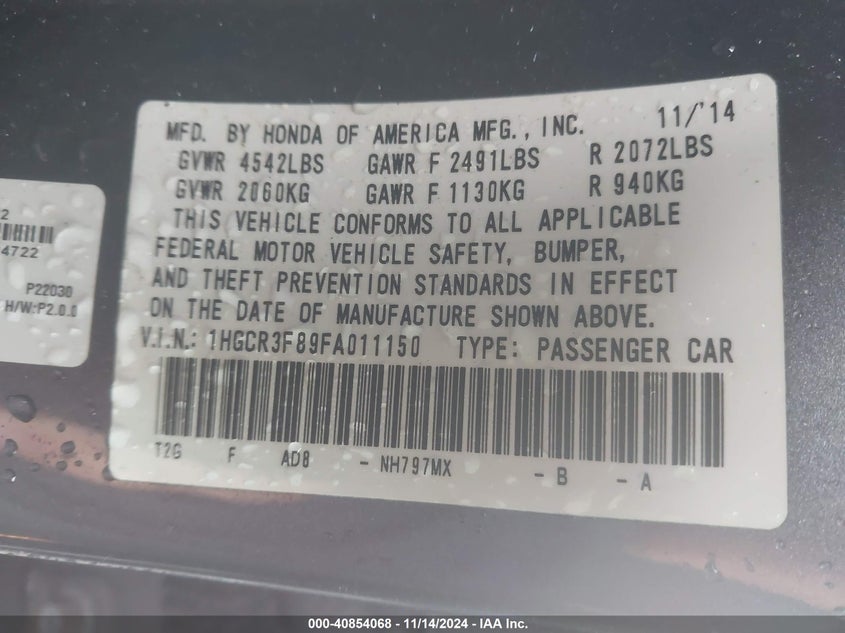 MFD. BY HONDA OF AMERICA MFG., INC. 11/'14
GVWR 4542LBS GAWR F 2491LBS R 2072LBS
GVWR 2060KG GAWR F 1130KG R 940KG
THIS VEHICLE CONFORMS TO ALL APPLICABLE
FEDERAL MOTOR VEHICLE SAFETY, BUMPER,
AND THEFT PREVENTION STANDARDS IN EFFECT
ON THE DATE OF MANUFACTURE SHOWN ABOVE.
V.I.N.: 1HGCR3F89FA011150 TYPE: PASSENGER CAR
T2G F AD8 - NH797MX - B - A
2
4722
P22030
H/W:P2.0.0
000-40854068 - 11/14/2024 - IAA Inc.